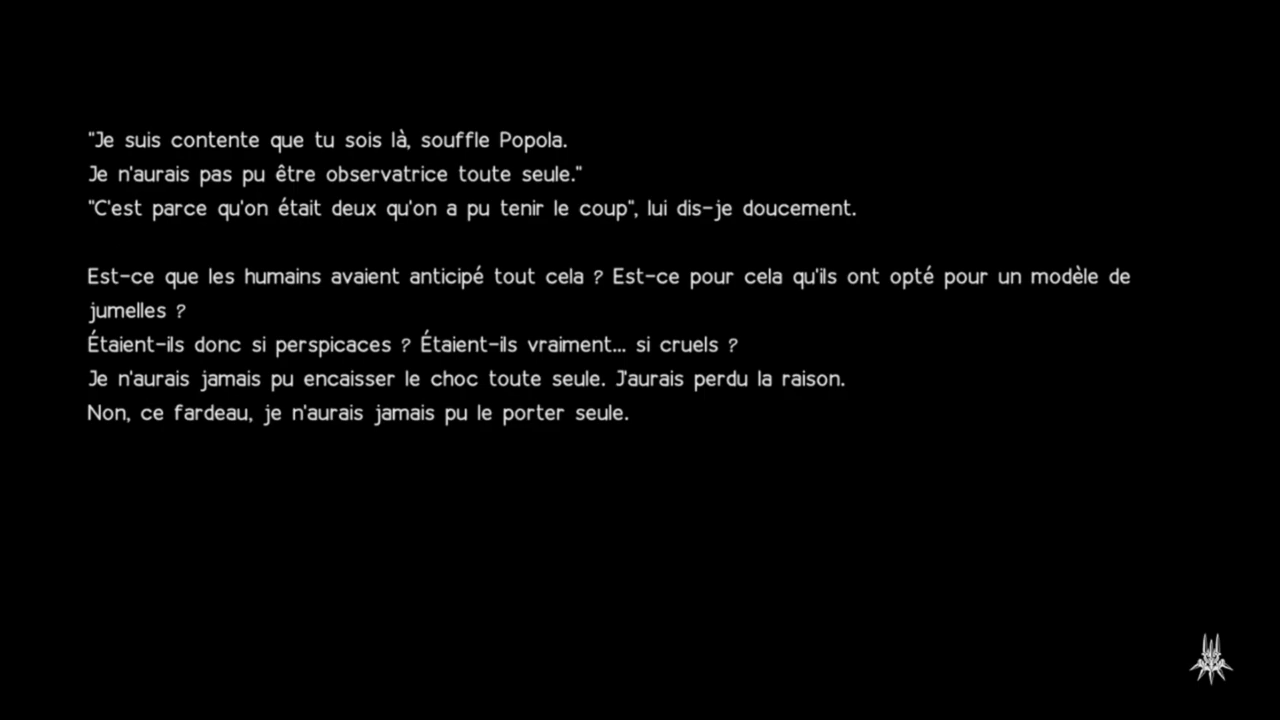 "Je suis contente que tu sois là, souffle Popola.
Je n'aurais pas pu être observatrice toute seule."
"C'est parce qu'on était deux qu'on a pu tenir le coup", lui dis-je doucement.
Est-ce que les humains avaient anticipé tout cela ? Est-ce pour cela qu'ils ont opté pour un modèle de
jumelles ?
Étaient-ils donc si perspicaces ? Étaient-ils vraiment... si cruels ?
Je n'aurais jamais pu encaisser le choc toute seule. J'aurais perdu la raison.
Non, ce fardeau, je n'aurais jamais pu le porter seule.